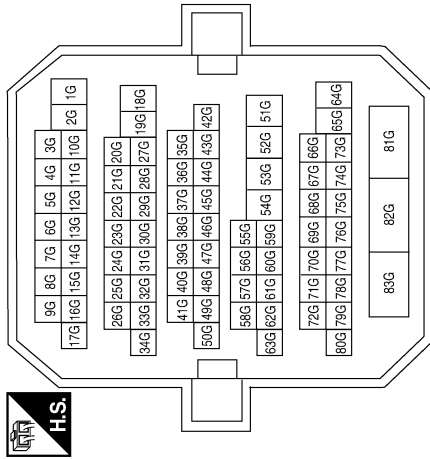 H.S.
9G 8G 7G 6G 5G 4G 3G
17G 16G 15G 14G 13G 12G 11G 10G 2G 1G
26G 25G 24G 23G 22G 21G 20G
34G 33G 32G 31G 30G 29G 28G 27G 19G 18G
41G 40G 39G 38G 37G 36G 35G
50G 49G 48G 47G 46G 45G 44G 43G 42G
58G 57G 56G 55G
63G 62G 61G 60G 59G 54G 53G 52G 51G
72G 71G 70G 69G 68G 67G 66G
80G 79G 78G 77G 76G 75G 74G 73G 65G 64G
83G 82G 81G